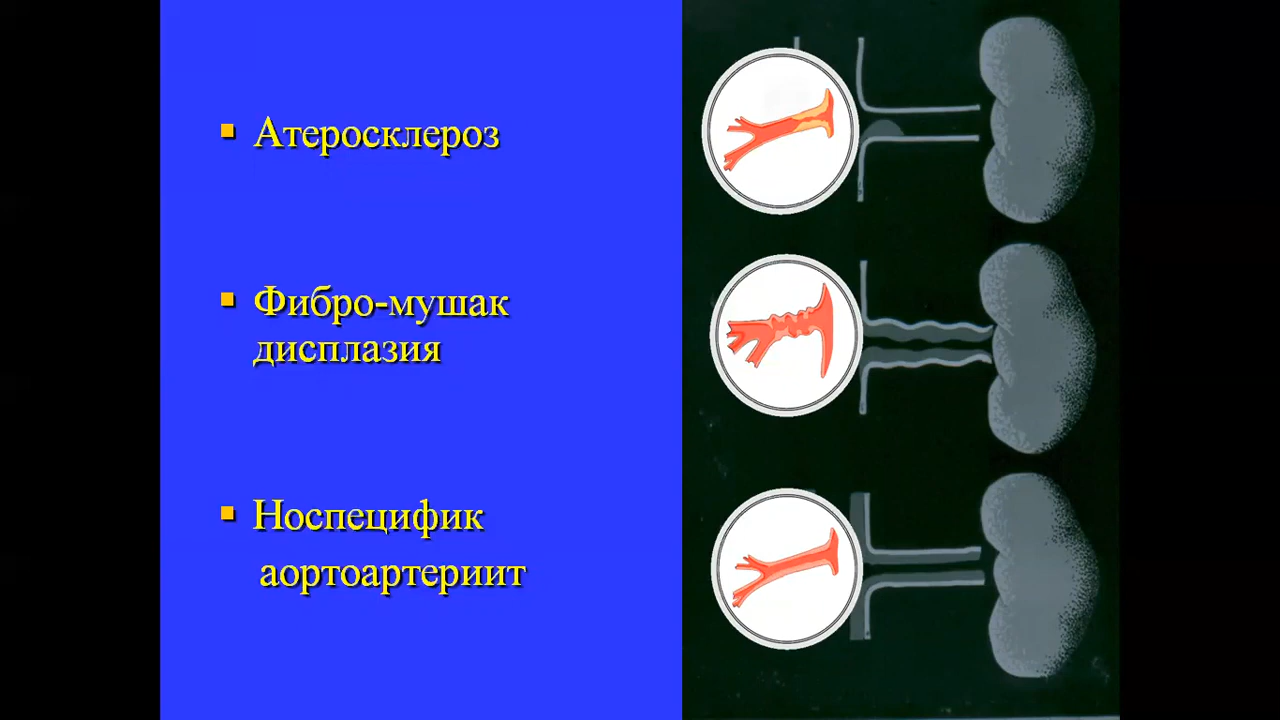 Атеросклероз
Фибро-мушак
дисплазия
Носпецифик
аортоартериит